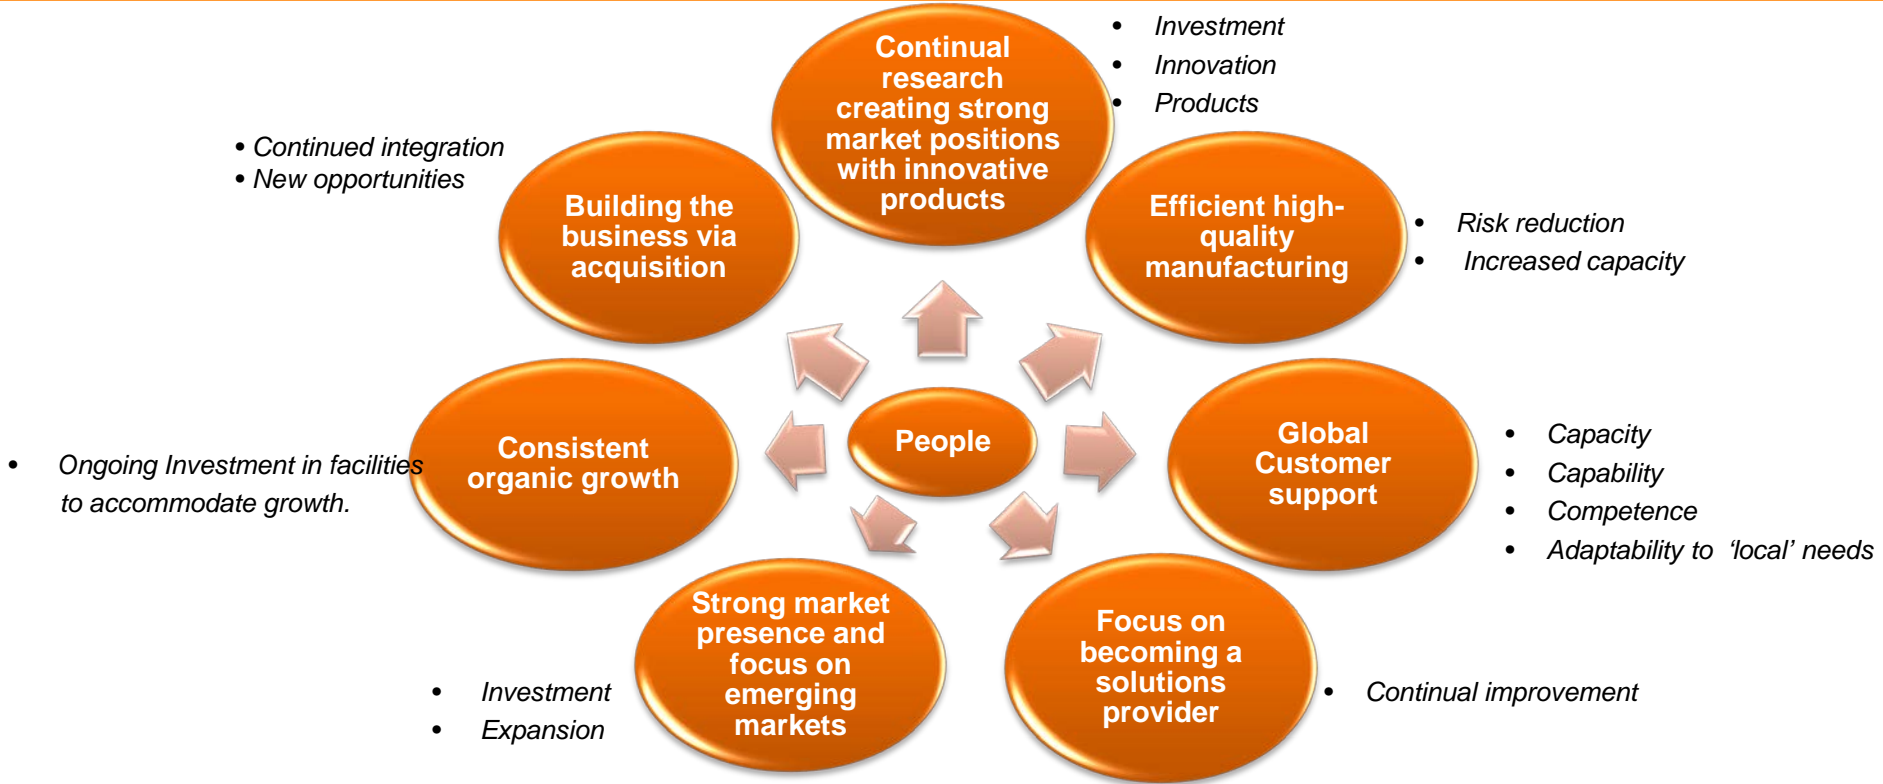 Continual
research
creating strong
market positions
with innovative
products
• Investment
• Innovation
• Products
Efficient high-
quality
manufacturing
• Risk reduction
• Increased capacity
Global
Customer
support
• Capacity
• Capability
• Competence
• Adaptability to ‘local’ needs
Focus on
becoming a
solutions
provider
• Continual improvement
Strong market
presence and
focus on
emerging
markets
• Investment
• Expansion
Consistent
organic growth
• Ongoing Investment in facilities
to accommodate growth.
Building the
business via
acquisition
• Continued integration
• New opportunities
People